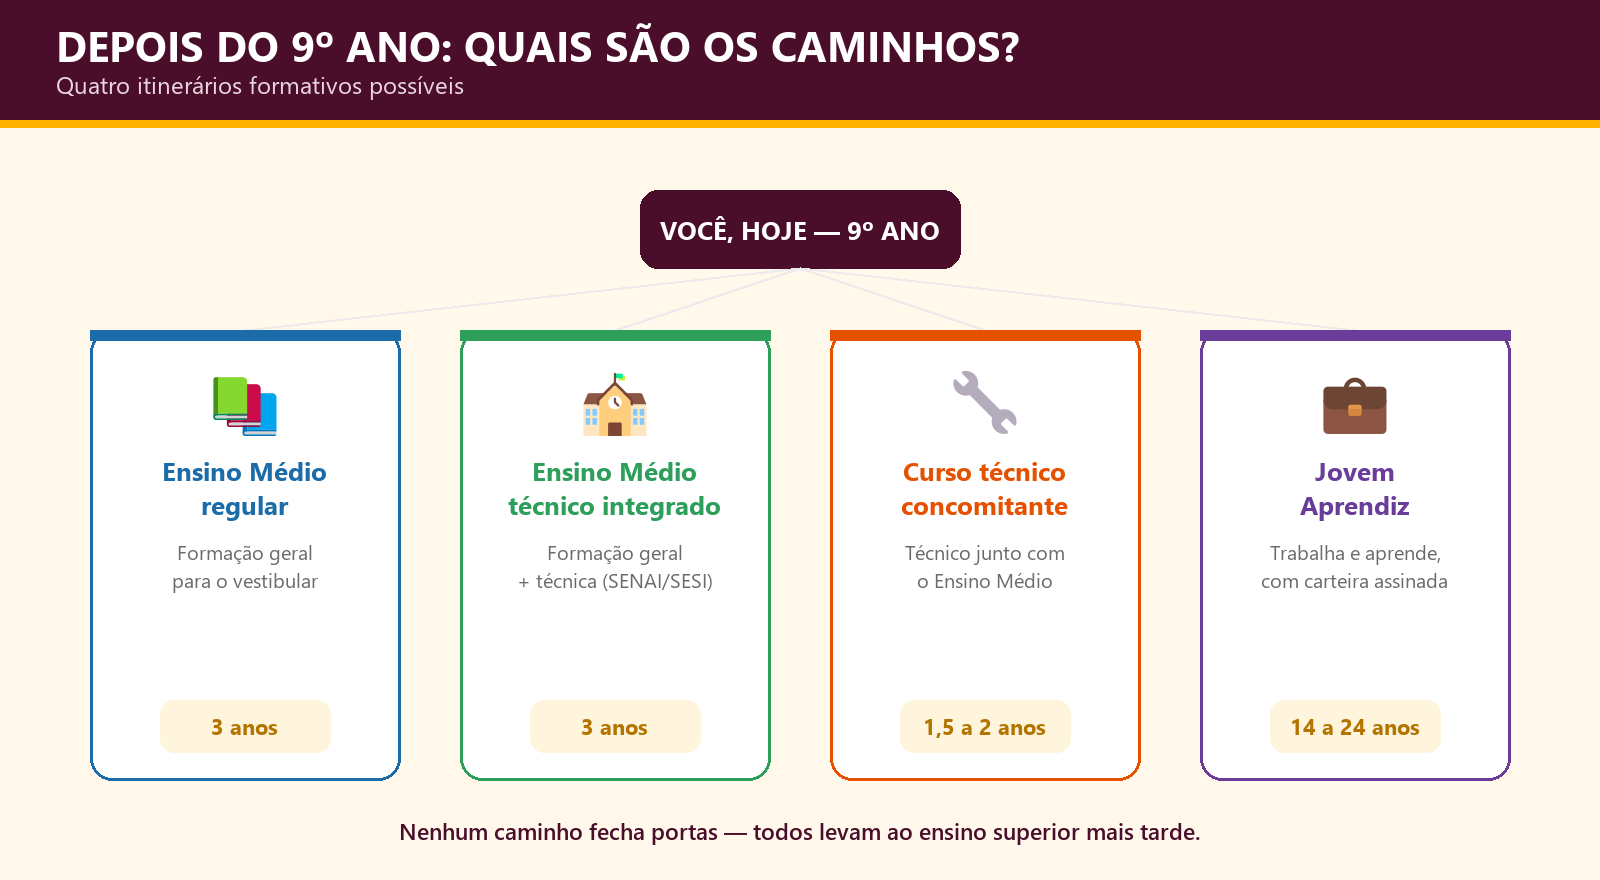 DEPOIS DO 9º ANO: QUAIS SÃO OS CAMINHOS?
Quatro itinerários formativos possíveis
VOCÊ, HOJE — 9º ANO
Ensino Médio
regular
Formação geral
para o vestibular
3 anos
Ensino Médio
técnico integrado
Formação geral
+ técnica (SENAI/SESI)
3 anos
Curso técnico
concomitante
Técnico junto com
o Ensino Médio
1,5 a 2 anos
Jovem
Aprendiz
Trabalha e aprende,
com carteira assinada
14 a 24 anos
Nenhum caminho fecha portas — todos levam ao ensino superior mais tarde.